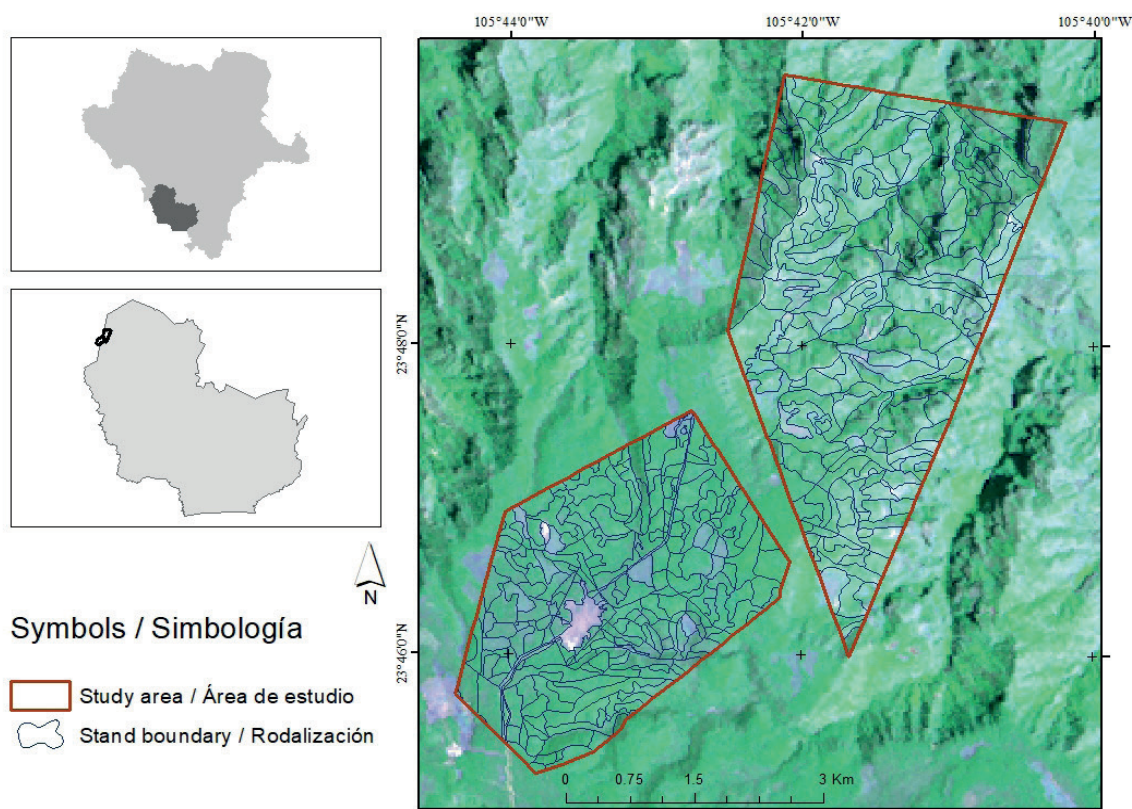 105°44'0"W 105°42'0"W 105°40'0"W
23°48'0"N
23°46'0"N
N
Symbols / Simbología
Study area / Área de estudio
Stand boundary / Rodalización
0 0.75 1.5 3 Km